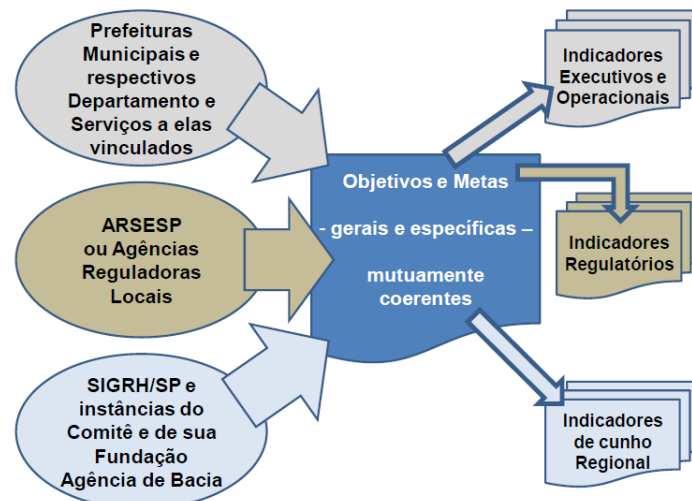 Prefeituras
Municipais e
respectivos
Departamento e
Serviços a elas
vinculados
ARSESP
ou Agências
Reguladoras
Locais
SIGRH/SP e
instâncias do
Comitê e de sua
Fundação
Agência de Bacia
Objetivos e Metas
- gerais e específicas –
mutuamente
coerentes
Indicadores
Executivos e
Operacionais
Indicadores
Regulatórios
Indicadores
de cunho
Regional